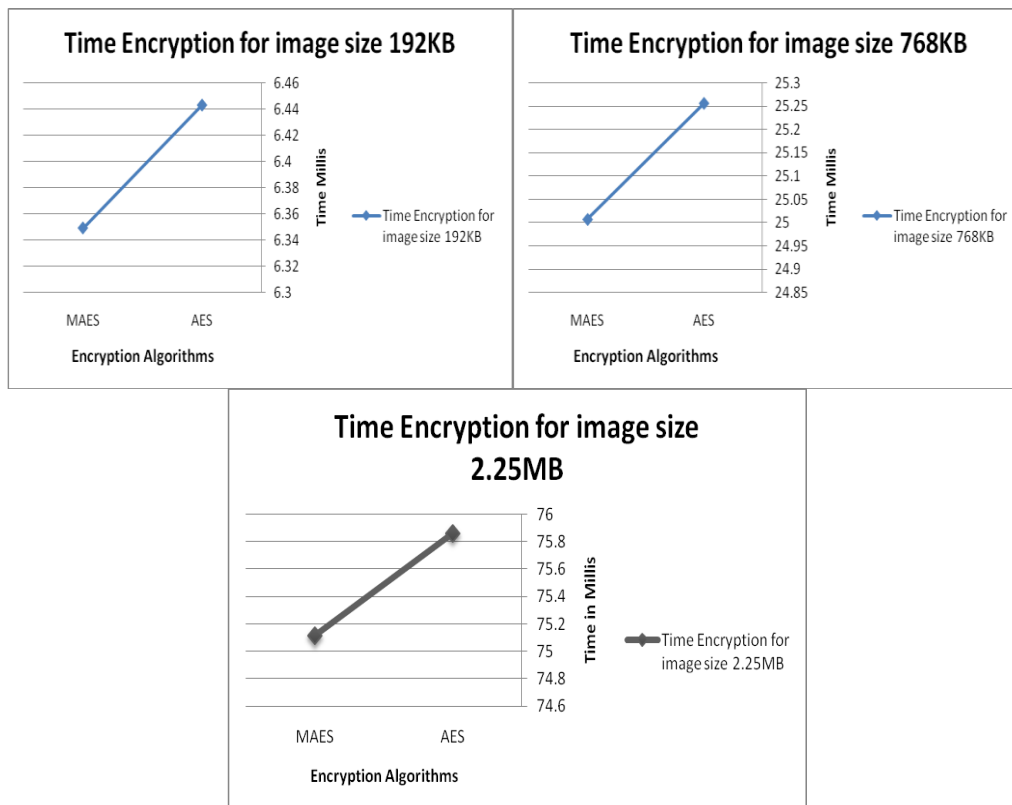 Time Encryption for image size 192KB
6.46
6.44
6.42
6.4
6.38
6.36
6.34
6.32
6.3
Time Millis
Time Encryption for
image size 192KB
MAES
AES
Encryption Algorithms
Time Encryption for image size 768KB
25.3
25.25
25.2
25.15
25.1
25.05
25
24.95
24.9
24.85
Time Millis
Time Encryption for
image size 768KB
MAES
AES
Encryption Algorithms
Time Encryption for image size
2.25MB
76
75.8
75.6
75.4
75.2
75
74.8
74.6
Time in Millis
Time Encryption for
image size 2.25MB
MAES
AES
Encryption Algorithms